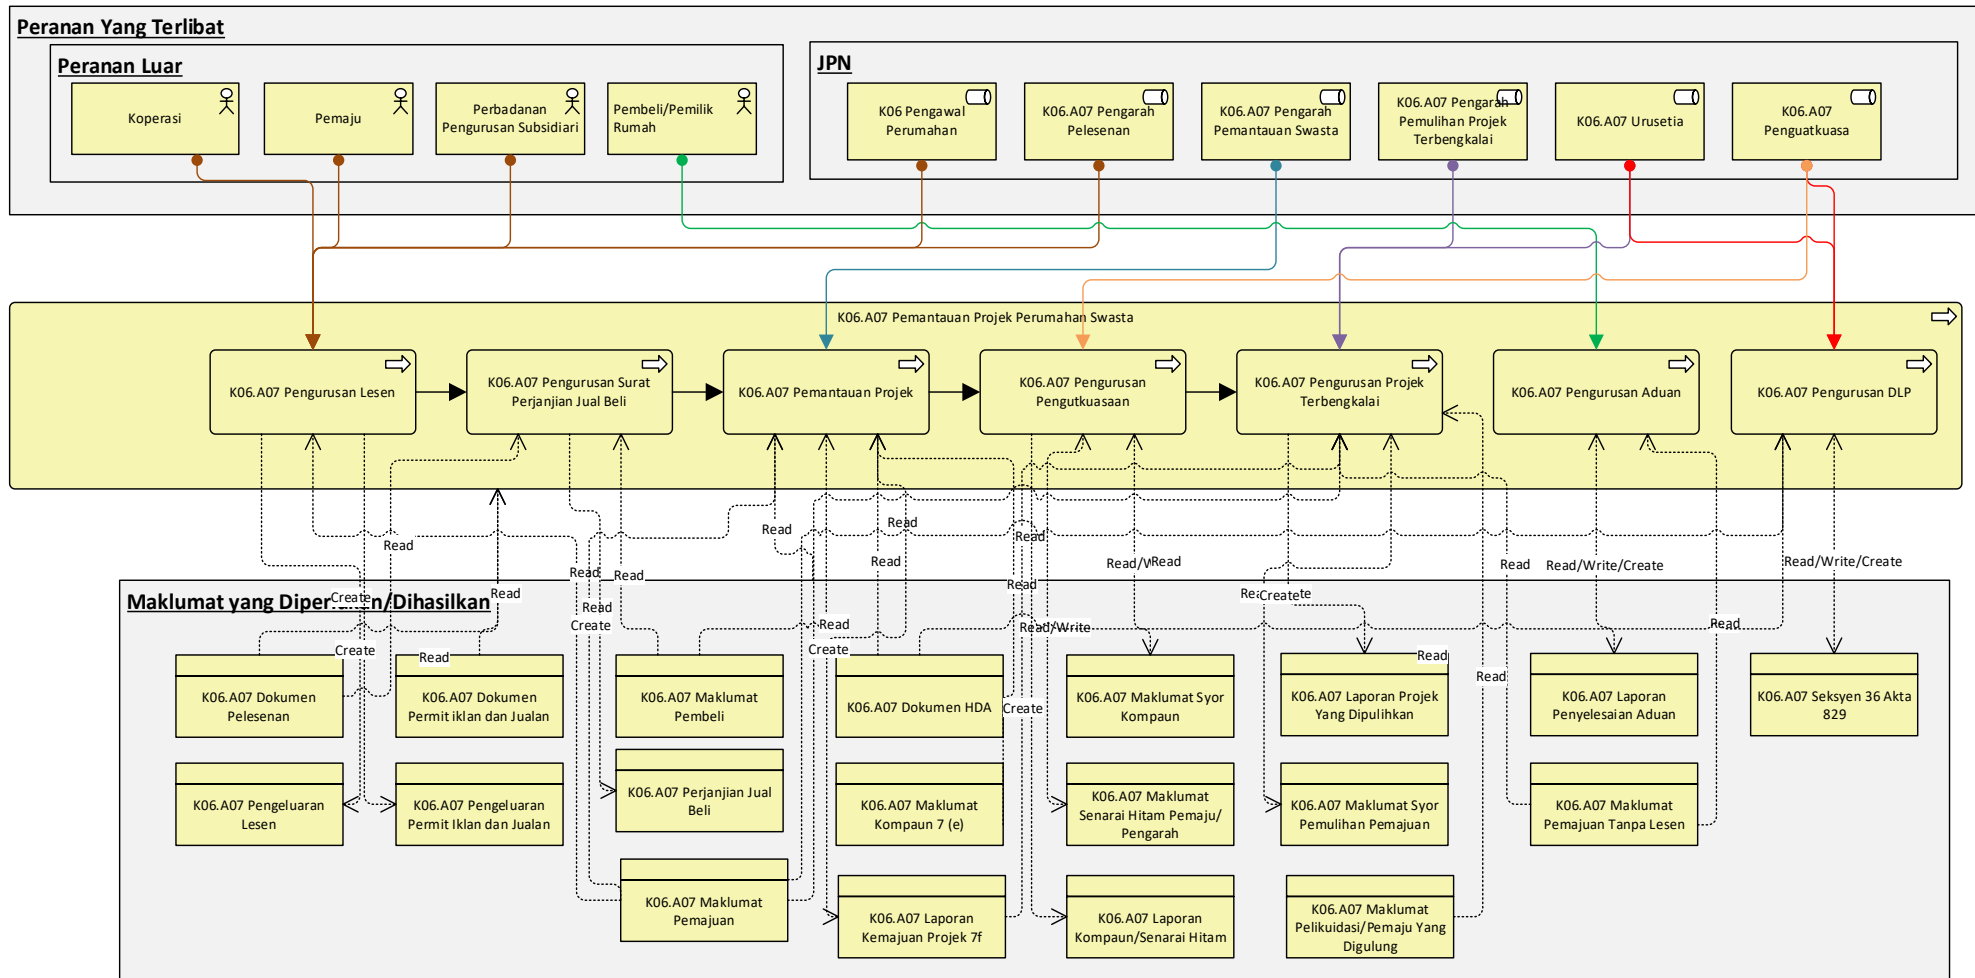 Peranan Yang Terlibat
Peranan Luar
JPN
Koperasi
Pemaju
Perbadanan
Pengurusan Subsidiari
Pembeli/Pemilik
Rumah
K06 Pengawal
Perumahan
K06.A07 Pengarah
Pelesenan
K06.A07 Pengarah
Pemantauan Swasta
K06.A07 Pengarah
Pemulihan Projek
Terbengkalai
K06.A07 Urusetia
K06.A07
Penguatkuasa
K06.A07 Pemantauan Projek Perumahan Swasta
K06.A07 Pengurusan Lesen
K06.A07 Pengurusan Surat
Perjanjian Jual Beli
K06.A07 Pemantauan Projek
K06.A07 Pengurusan
Pengutkuasaan
K06.A07 Pengurusan Projek
Terbengkalai
K06.A07 Pengurusan Aduan
K06.A07 Pengurusan DLP
Read
Read
Read
Read
Read
Read
Read
Read
Read
Read/Write/Create
Read/Write/Create
Read
Read
Create
Read
Read
Create
Create
Read
Create
Read
Create
Read/Write
Read
Read
Read
Read
Create
Maklumat yang Diperlukan/Dihasilkan
K06.A07 Dokumen
Pelesenan
K06.A07 Dokumen
Permit iklan dan Jualan
K06.A07 Maklumat
Pembeli
K06.A07 Dokumen HDA
K06.A07 Maklumat Syor
Kompaun
K06.A07 Laporan Projek
Yang Dipulihkan
K06.A07 Laporan
Penyelesaian Aduan
K06.A07 Seksyen 36 Akta
829
K06.A07 Pengeluaran
Lesen
K06.A07 Pengeluaran
Permit Iklan dan Jualan
K06.A07 Perjanjian Jual
Beli
K06.A07 Maklumat
Kompaun 7 (e)
K06.A07 Maklumat
Senarai Hitam Pemaju/
Pengarah
K06.A07 Maklumat Syor
Pemulihan Pemajuan
K06.A07 Maklumat
Pemajuan Tanpa Lesen
K06.A07 Maklumat
Pemajuan
K06.A07 Laporan
Kemajuan Projek 7f
K06.A07 Laporan
Kompaun/Senarai Hitam
K06.A07 Maklumat
Pelikuidasi/Pemaju Yang
Digulung